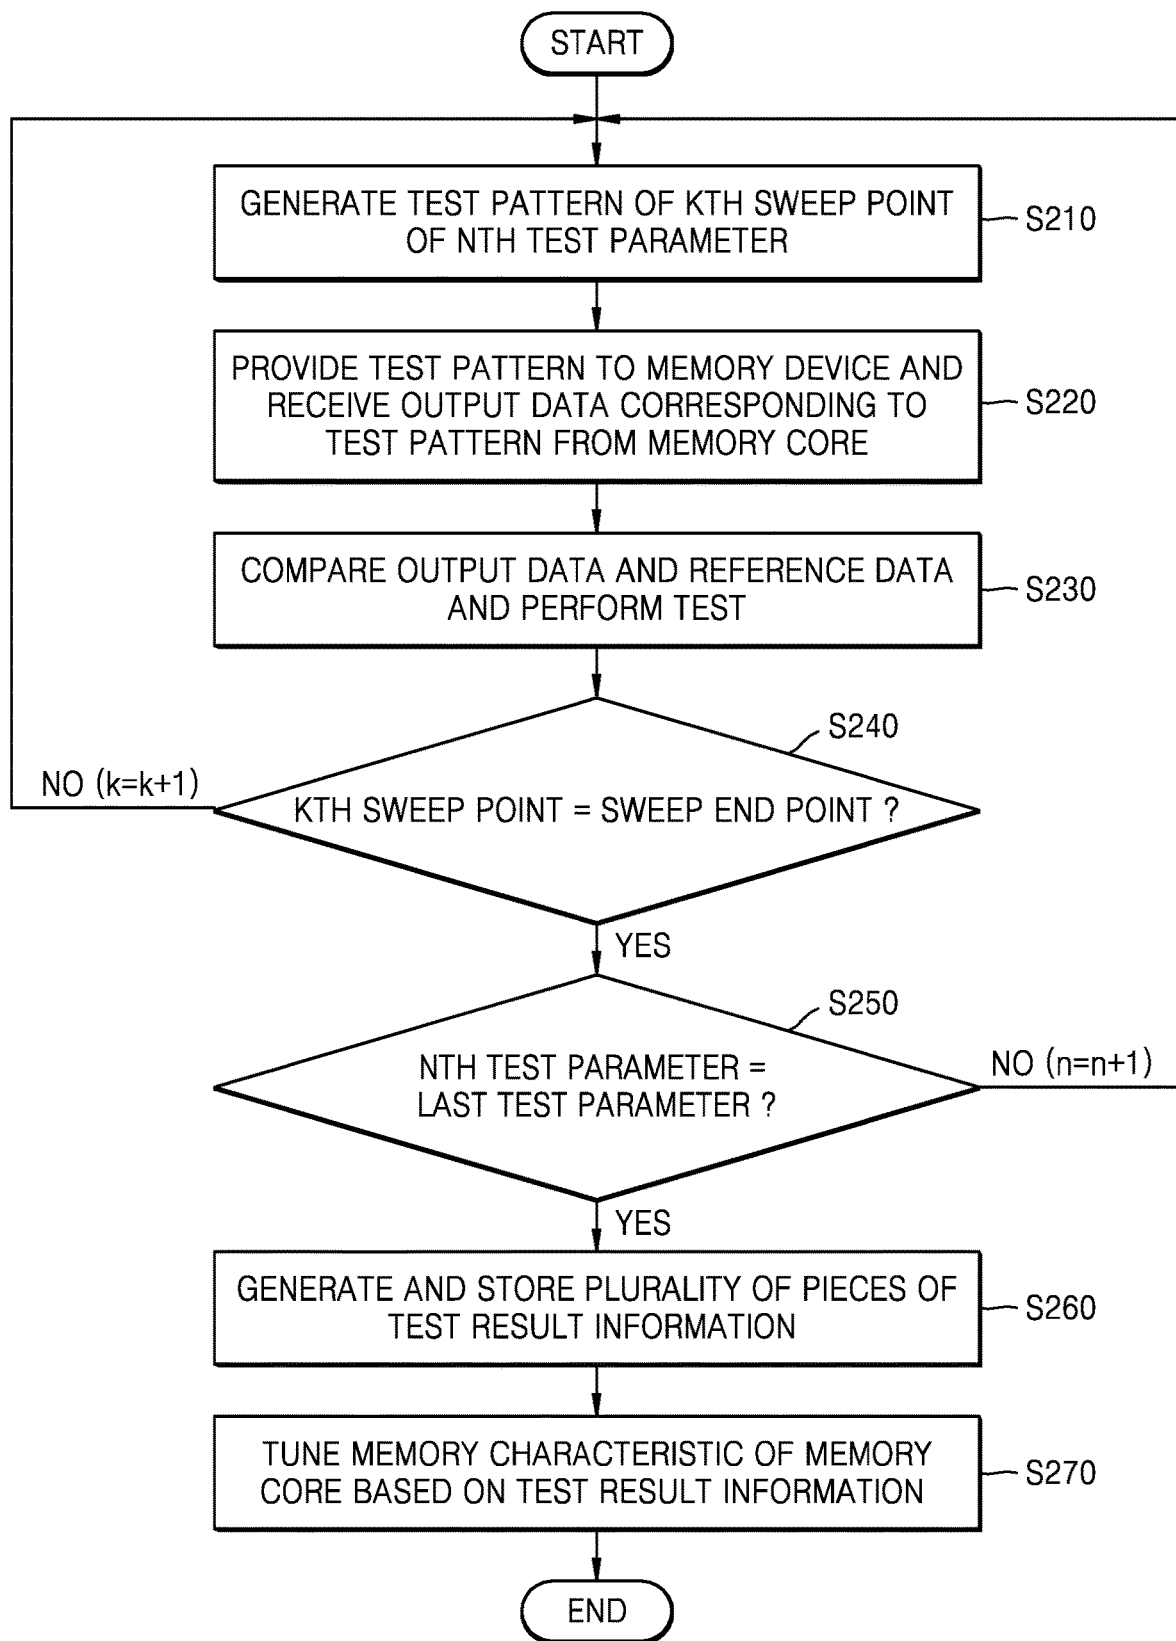 START
GENERATE TEST PATTERN OF KTH SWEEP POINT
OF NTH TEST PARAMETER
S210
PROVIDE TEST PATTERN TO MEMORY DEVICE AND
RECEIVE OUTPUT DATA CORRESPONDING TO
TEST PATTERN FROM MEMORY CORE
S220
COMPARE OUTPUT DATA AND REFERENCE DATA
AND PERFORM TEST
S230
S240
NO (k=k+1)
KTH SWEEP POINT = SWEEP END POINT ?
YES
S250
NTH TEST PARAMETER =
LAST TEST PARAMETER ?
NO (n=n+1)
YES
GENERATE AND STORE PLURALITY OF PIECES OF
TEST RESULT INFORMATION
S260
TUNE MEMORY CHARACTERISTIC OF MEMORY
CORE BASED ON TEST RESULT INFORMATION
S270
END